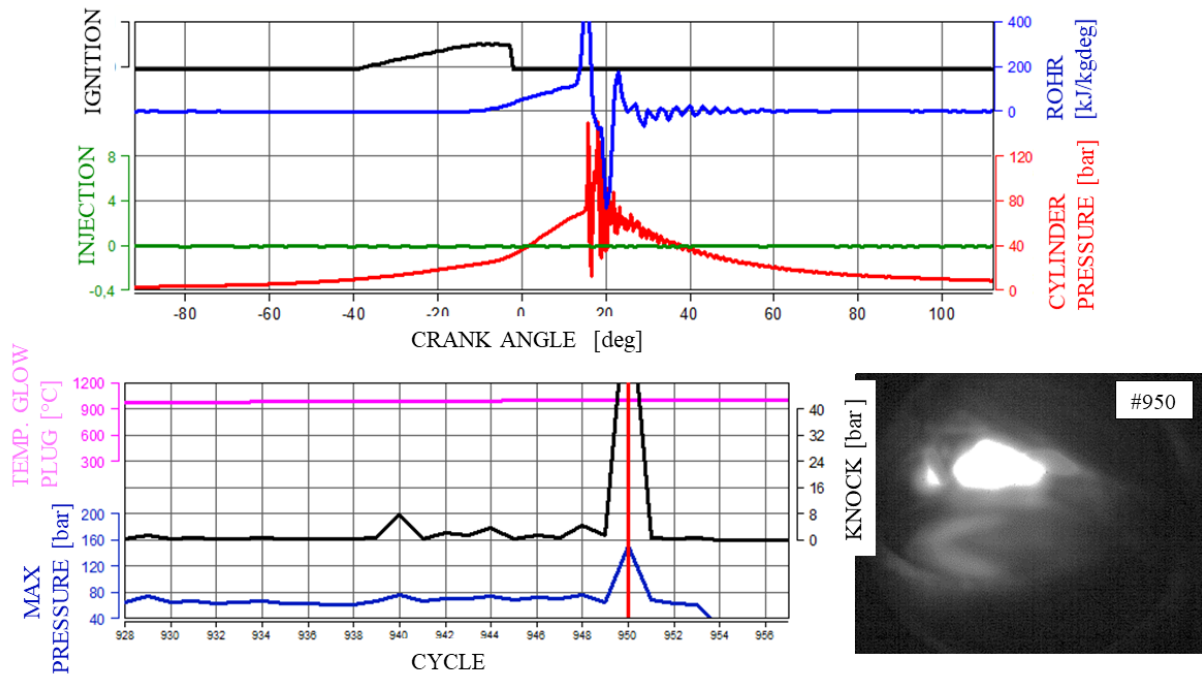 IGNITION
400
200
0
ROHR
[kJ/kgdeg]
INJECTION
8
4
0
-0,4
120
80
40
0
CYLINDER
PRESSURE [bar]
-80 -60 -40 -20 0 20 40 60 80 100
CRANK ANGLE [deg]
TEMP. GLOW
PLUG [°C]
1200
900
600
300
MAX
PRESSURE [bar]
200
160
120
80
40
40
32
24
16
8
0
KNOCK [bar ]
928 930 932 934 936 938 940 942 944 946 948 950 952 954 956
CYCLE
#950